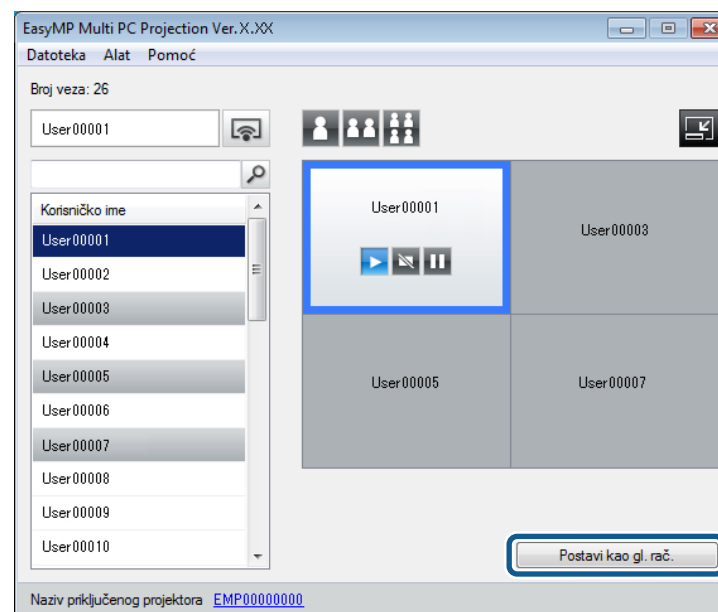 EasyMP Multi PC Projection Ver.X.XX
Datoteka Alat Pomoć
Broj veza: 26
User00001
Korisničko ime
User00001
User00002
User00003
User00004
User00005
User00006
User00007
User00008
User00009
User00010
User00001
User00003
User00005
User00007
Postavi kao gl. rač.
Naziv priključenog projektora EMP00000000